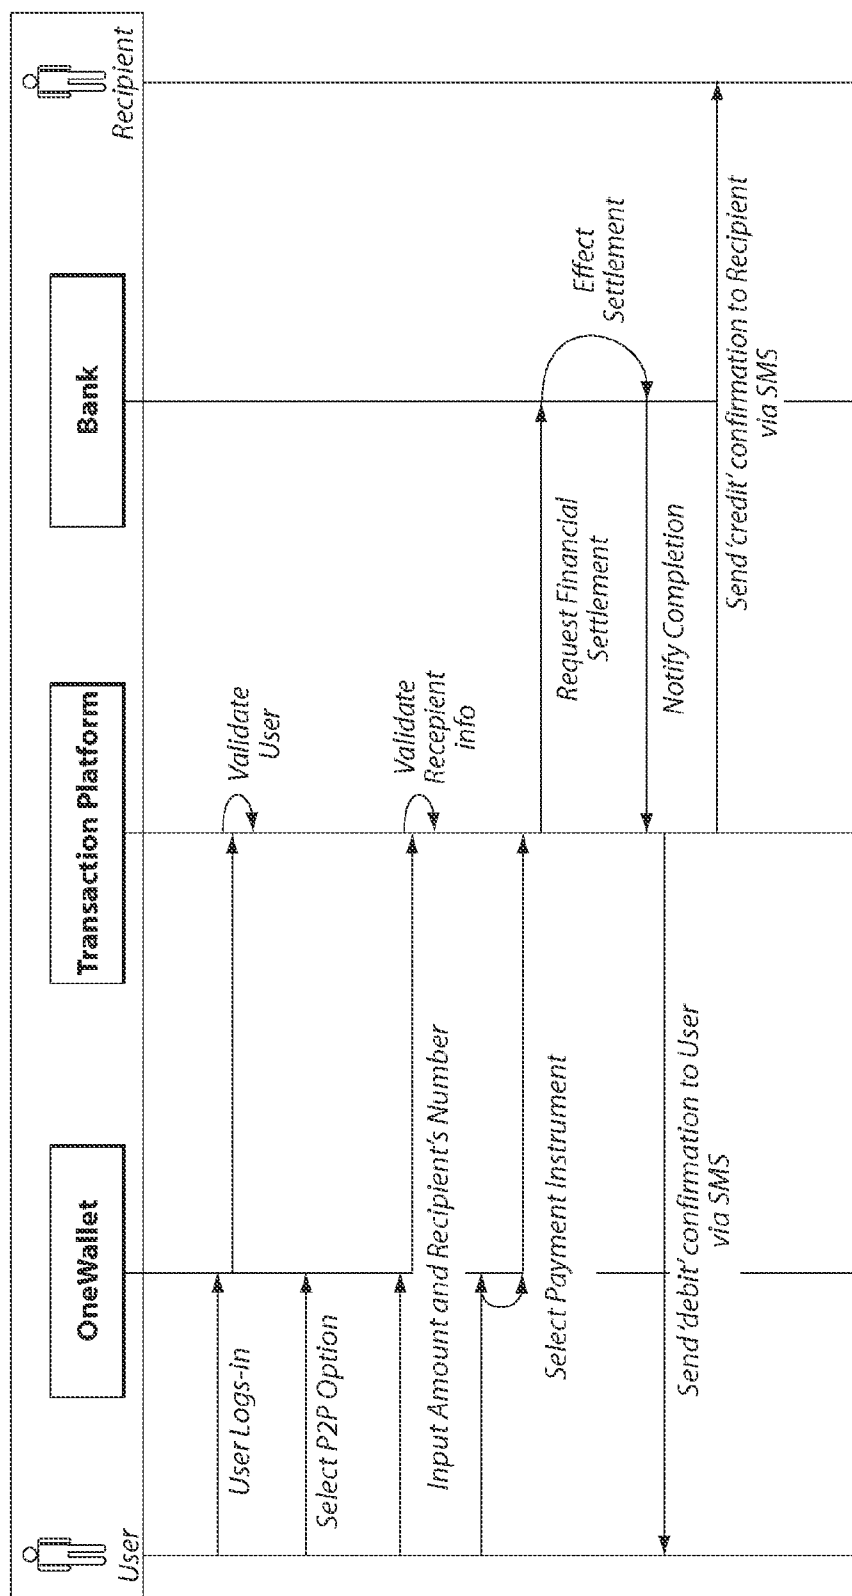 User
OneWallet
Transaction Platform
Bank
Recipient
User Logs-in
Validate
User
Select P2P Option
Input Amount and Recipient's Number
Validate
Recepient
info
Select Payment Instrument
Request Financial
Settlement
Effect
Settlement
Notify Completion
Send 'debit' confirmation to User
via SMS
Send 'credit' confirmation to Recipient
via SMS